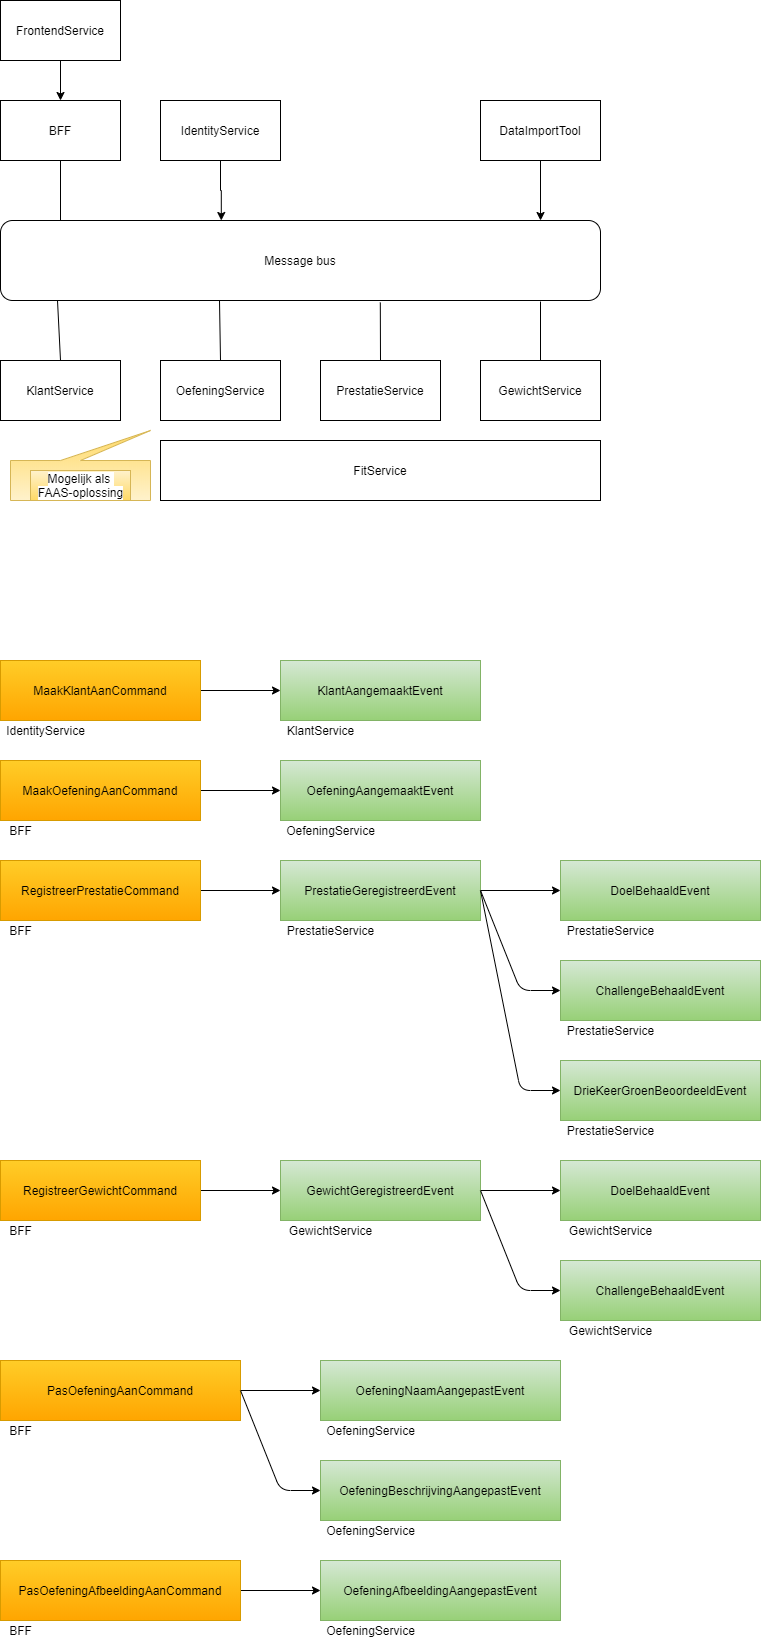 FrontendService
BFF
IdentityService
DataImportTool
Message bus
KlantService
OefeningService
PrestatieService
GewichtService
Mogelijk als
FAAS-oplossing
FitService
MaakKlantAanCommand
KlantAangemaaktEvent
IdentityService
KlantService
MaakOefeningAanCommand
OefeningAangemaaktEvent
BFF
OefeningService
RegistreerPrestatieCommand
PrestatieGeregistreerdEvent
DoelBehaaldEvent
BFF
PrestatieService
PrestatieService
ChallengeBehaaldEvent
PrestatieService
DrieKeerGroenBeoordeeldEvent
PrestatieService
RegistreerGewichtCommand
GewichtGeregistreerdEvent
DoelBehaaldEvent
BFF
GewichtService
GewichtService
ChallengeBehaaldEvent
GewichtService
PasOefeningAanCommand
OefeningNaamAangepastEvent
BFF
OefeningService
OefeningBeschrijvingAangepastEvent
OefeningService
PasOefeningAfbeeldingAanCommand
OefeningAfbeeldingAangepastEvent
BFF
OefeningService